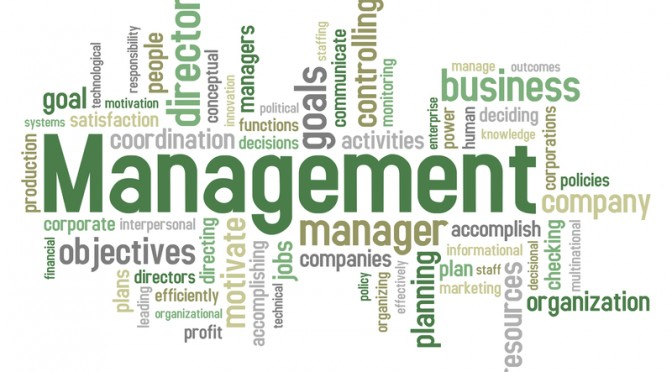 controlling
director
people
responsibility
technological
goal
motivation
conceptual
innovation
managers
political
goals
staffing
communicate
monitoring
manage
outcomes
business
enterprise
power
human
deciding
knowledge
corporations
systems
satisfaction
functions
coordination
decisions
activities
production
Management
policies
company
corporate
interpersonal
financial
objectives
directing
motivate
manager
accomplish
companies
jobs
accomplishing
technical
directors
plans
leading
efficiently
organizational
profit
policy
organizing
effectively
planning
informational
plan
staff
marketing
resources
decisional
checking
multinational
organization